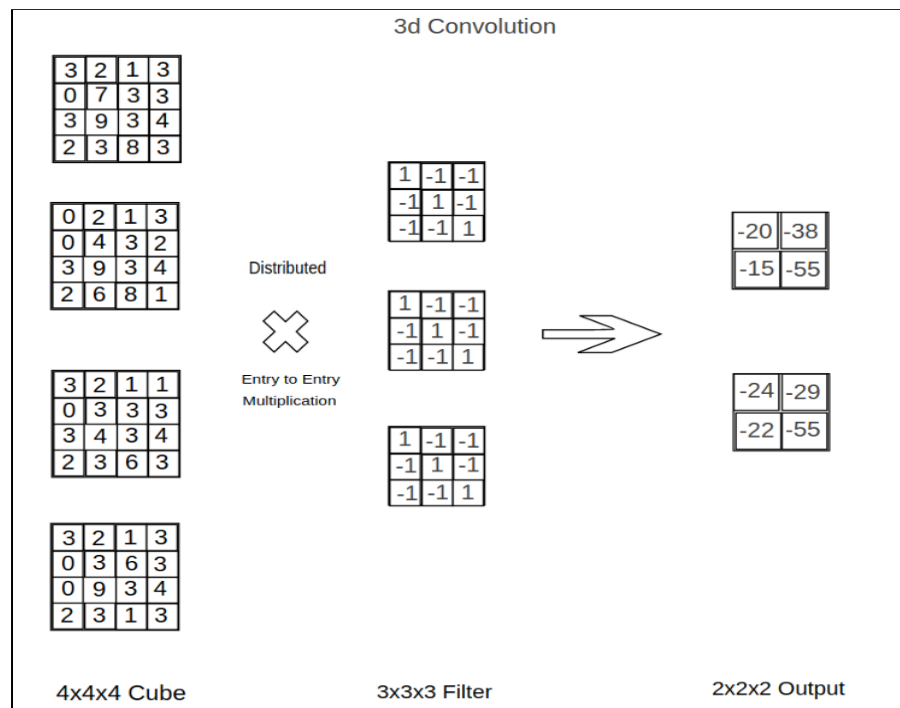 3d Convolution
3 2 1 3
0 7 3 3
3 9 3 4
2 3 8 3
0 2 1 3
0 4 3 2
3 9 3 4
2 6 8 1
3 2 1 1
0 3 3 3
3 4 3 4
2 3 6 3
3 2 1 3
0 3 6 3
0 9 3 4
2 3 1 3
4x4x4 Cube
Distributed
Entry to Entry
Multiplication
1 -1 -1
-1 1 -1
-1 -1 1
1 -1 -1
-1 1 -1
-1 -1 1
1 -1 -1
-1 1 -1
-1 -1 1
3x3x3 Filter
-20 -38
-15 -55
-24 -29
-22 -55
2x2x2 Output